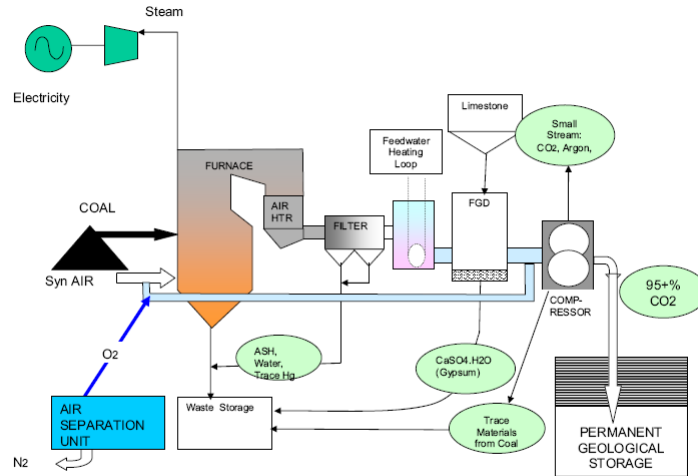 Steam
Electricity
Limestone
Small
Stream:
CO2, Argon,
Feedwater
Heating
Loop
FURNACE
COAL
AIR
HTR
FILTER
FGD
Syn AIR
COMP-
RESSOR
95+%
CO2
O2
ASH,
Water,
Trace Hg
CaSO4.H2O
(Gypsum)
AIR
SEPARATION
UNIT
Waste Storage
Trace
Materials
from Coal
PERMANENT
GEOLOGICAL
STORAGE
N2